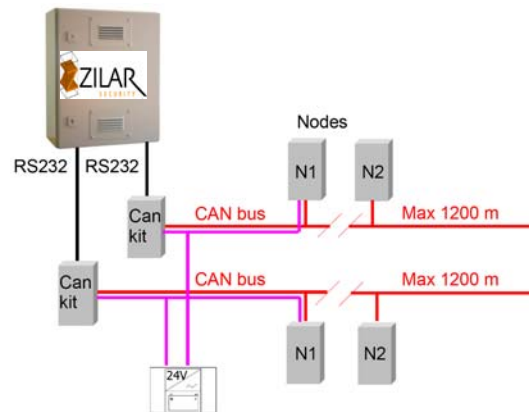 ZILAR
SECURITY
RS232
RS232
Nodes
N1
N2
Can
kit
CAN bus
Max 1200 m
Can
kit
CAN bus
Max 1200 m
N1
N2
24V